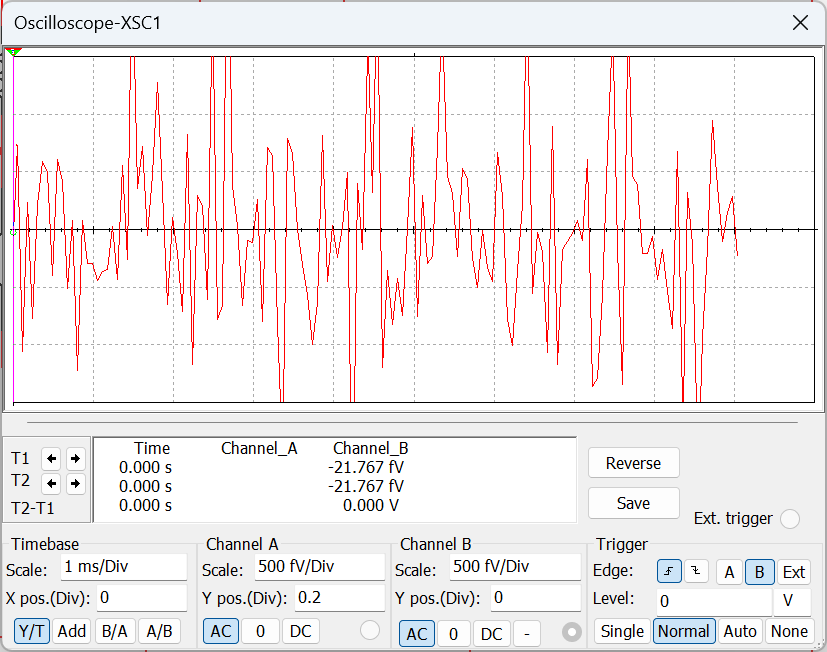 Oscilloscope-XSC1
Time Channel_A Channel_B
T1 0.000 s -21.767 fV
T2 0.000 s -21.767 fV
T2-T1 0.000 s 0.000 V
Reverse
Save
Ext. trigger
Timebase
Scale: 1 ms/Div
X pos.(Div): 0
Y/T Add B/A A/B
Channel A
Scale: 500 fV/Div
Y pos.(Div): 0.2
AC 0 DC
Channel B
Scale: 500 fV/Div
Y pos.(Div): 0
AC 0 DC -
Trigger
Edge: A B Ext
Level: 0 V
Single Normal Auto None